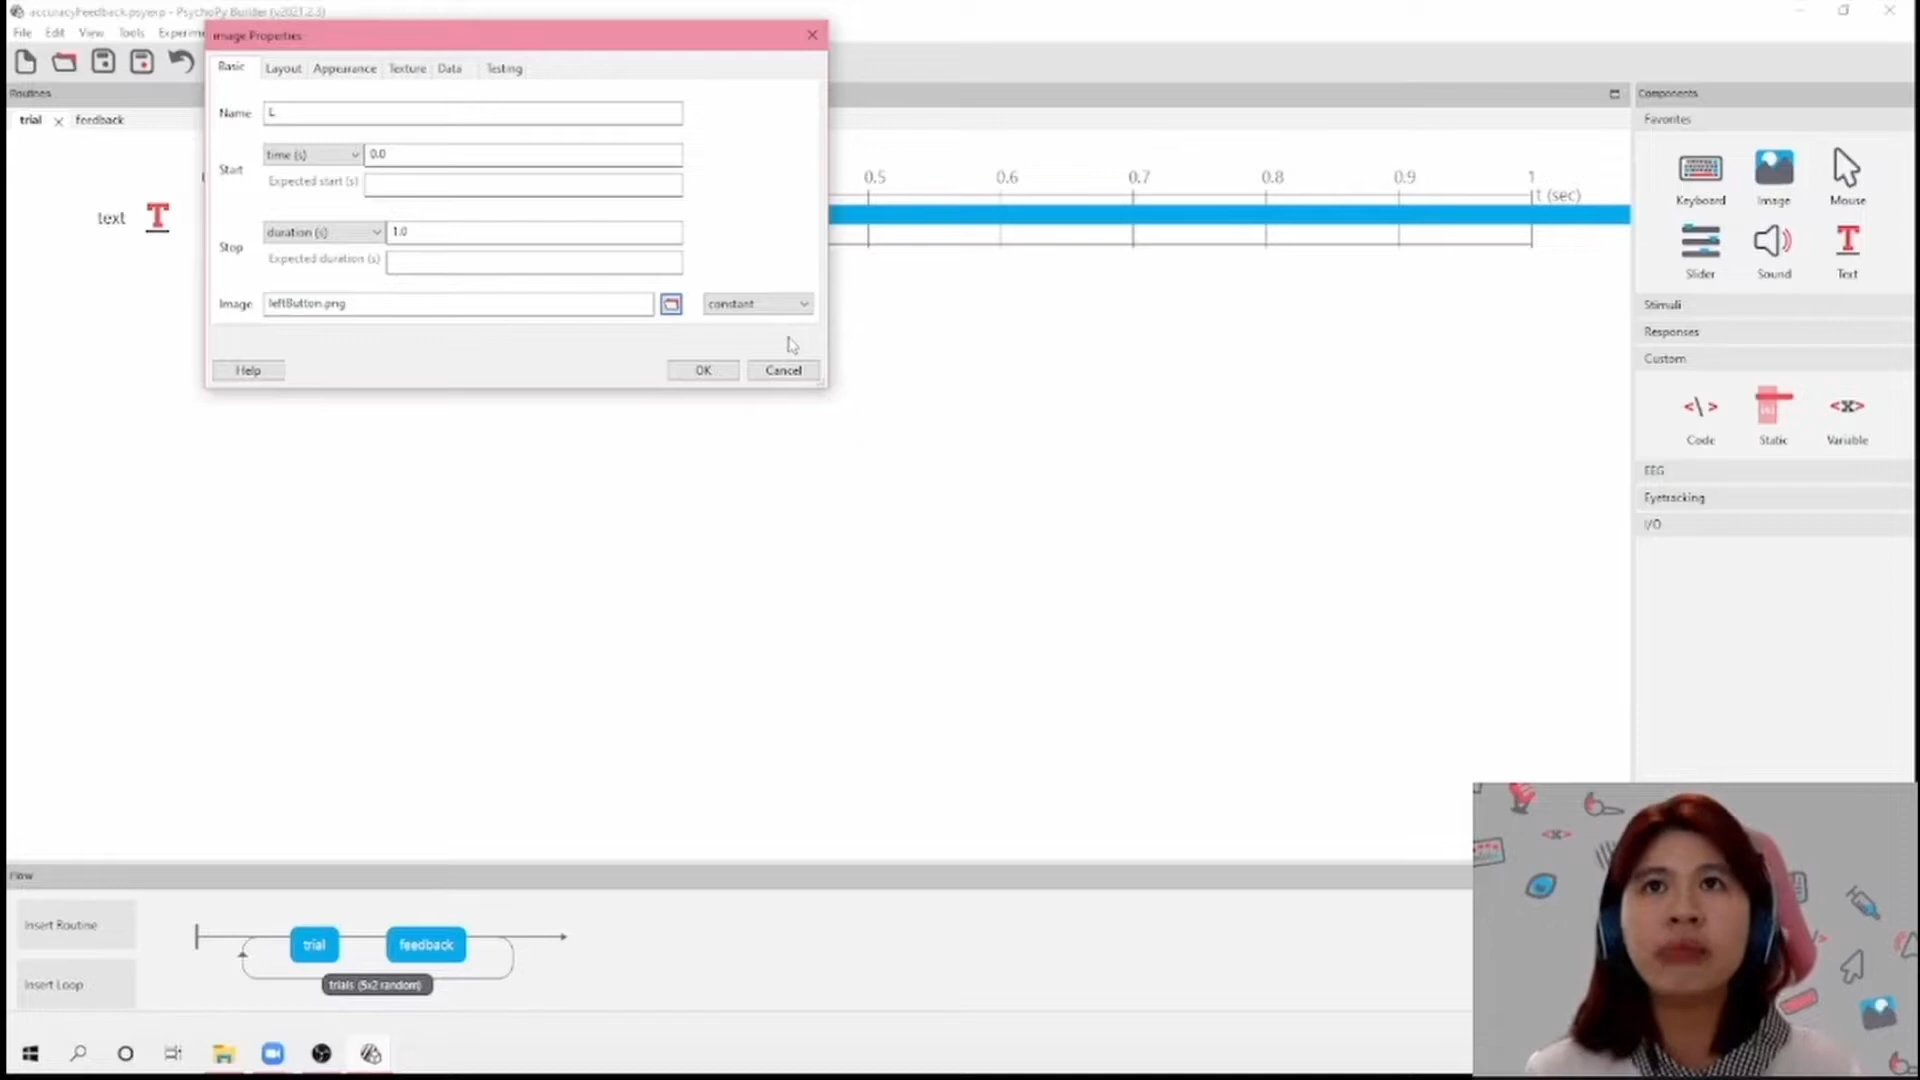 accuracyFeedback.psyexp - PsychoPy Builder (v2021.2.3)
File Edit View Tools
Image Properties
Basic Layout Appearance Texture Data Testing
Name L
Start time (s) 0.0
Expected start (s)
Stop duration (s) 1.0
Expected duration (s)
Image leftButton.png constant
Help OK Cancel
Routines
trial feedback
text
0.5 0.6 0.7 0.8 0.9 1
t (sec)
Components
Favorites
Keyboard Image Mouse
Slider Sound Text
Stimuli
Responses
Custom
Code Static Variable
EEG
Eyetracking
I/O
Flow
Insert Routine
Insert Loop
trial feedback
trials (5x2 random)